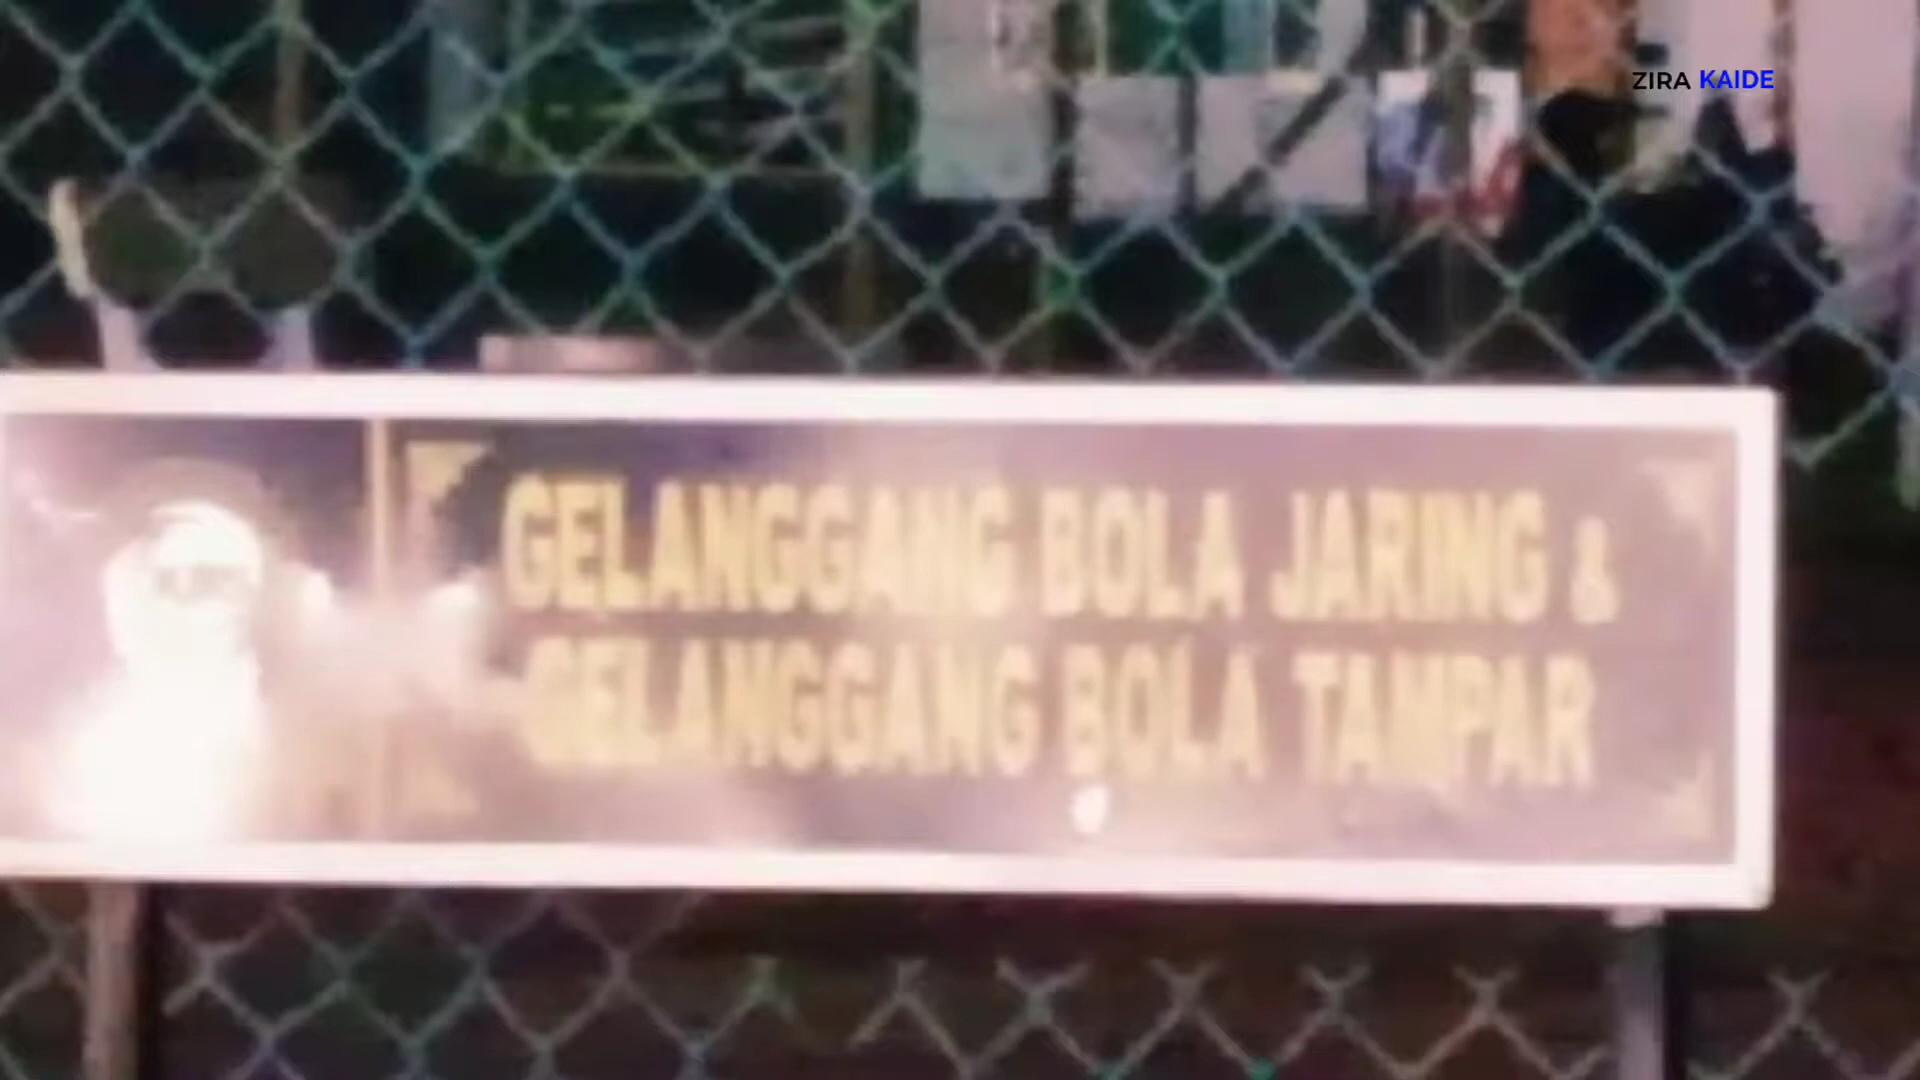 ZIRA KAIDE
GELANGGANG BOLA JARING &
GELANGGANG BOLA TAMPAR